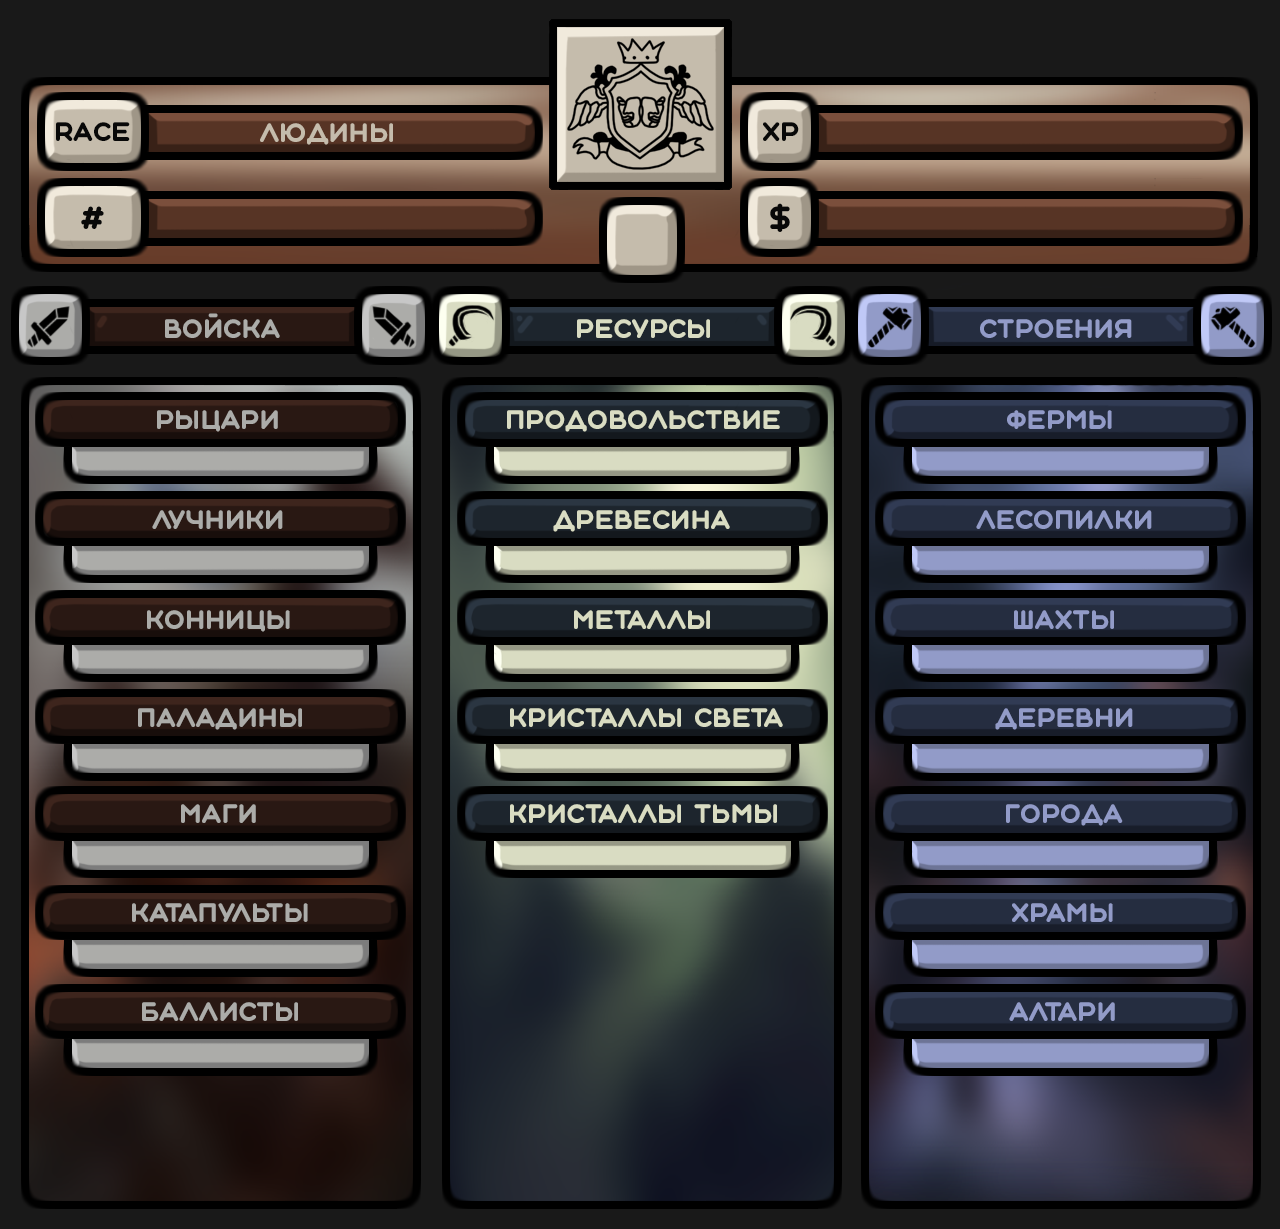 RACE ЛЮДИНЫ XP
# $
ВОЙСКА РЕСУРСЫ СТРОЕНИЯ
РЫЦАРИ ПРОДОВОЛЬСТВИЕ ФЕРМЫ
ЛУЧНИКИ ДРЕВЕСИНА ЛЕСОПИЛКИ
КОННИЦЫ МЕТАЛЛЫ ШАХТЫ
ПАЛАДИНЫ КРИСТАЛЛЫ СВЕТА ДЕРЕВНИ
МАГИ КРИСТАЛЛЫ ТЬМЫ ГОРОДА
КАТАПУЛЬТЫ ХРАМЫ
БАЛЛИСТЫ АЛТАРИ